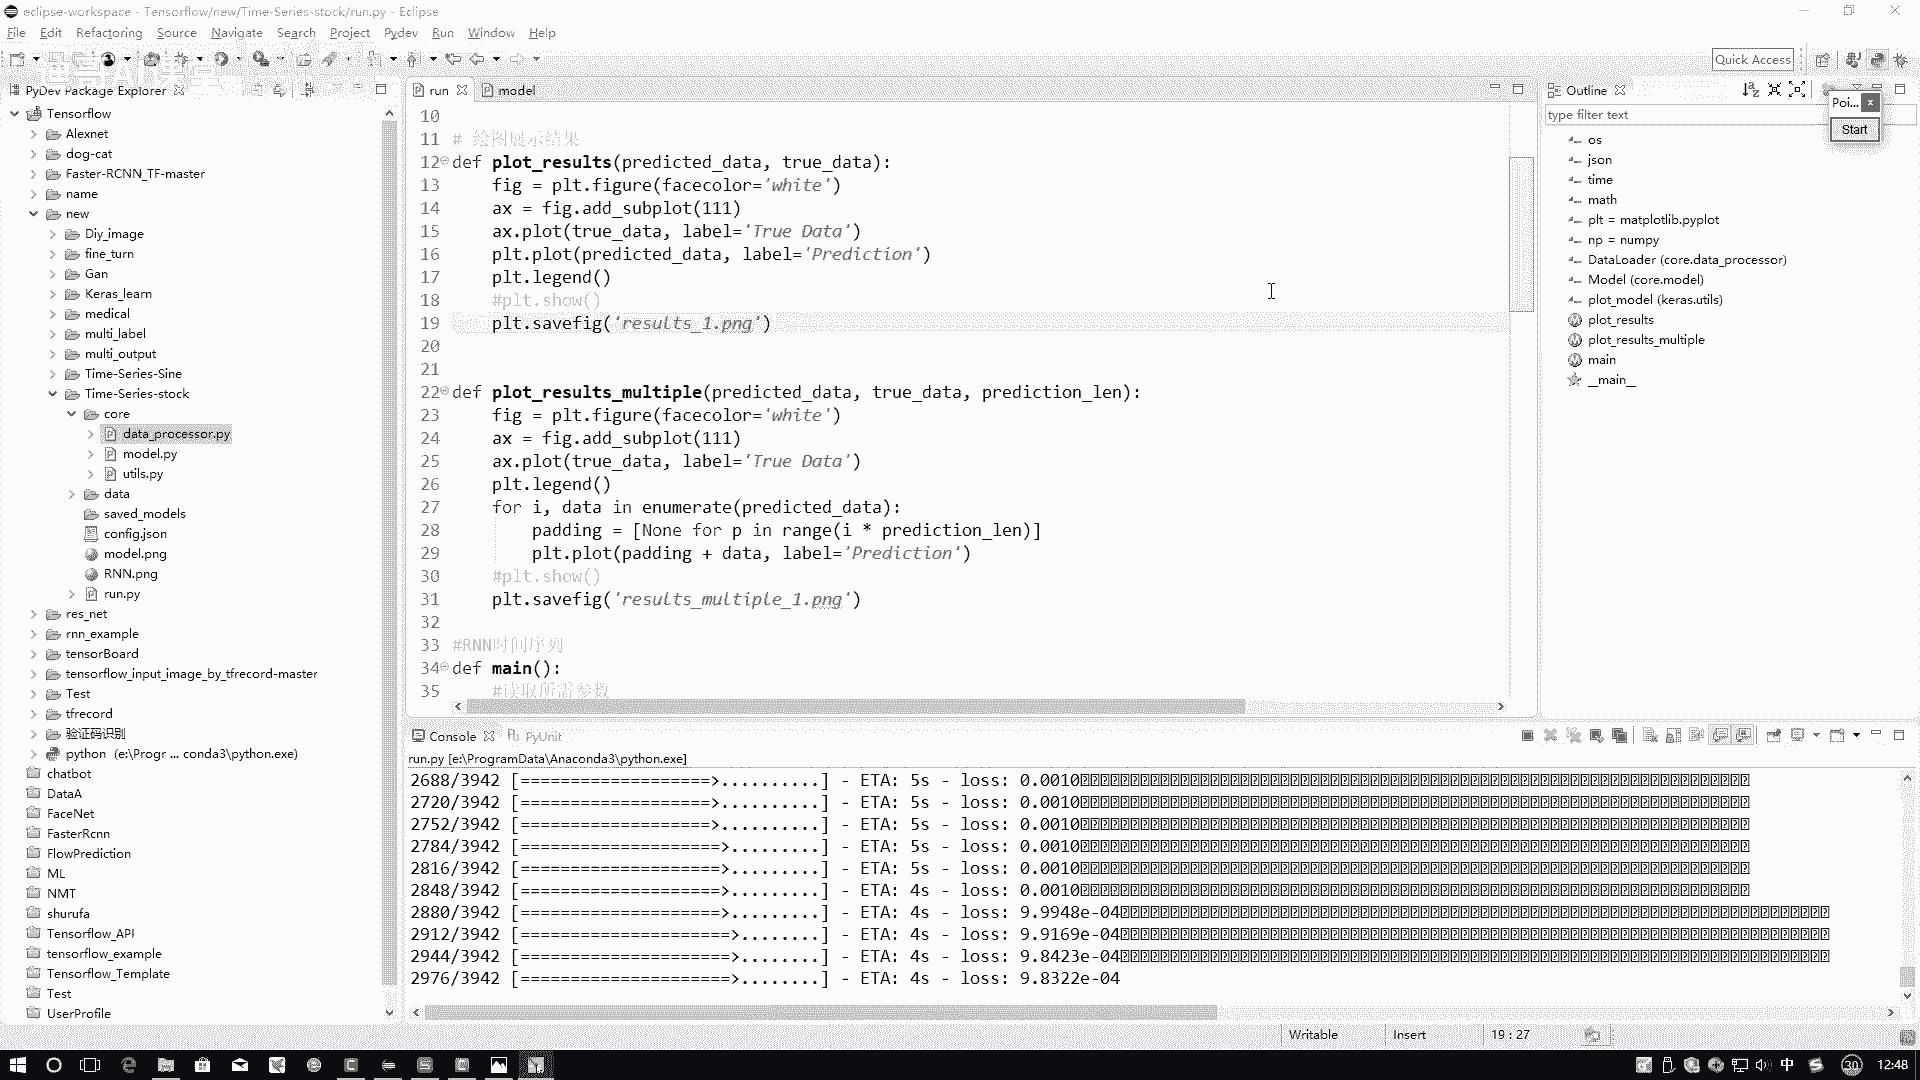 eclipse-workspace - Tensorflow/new/Time-Series-stock/run.py - Eclipse
File Edit Refactoring Source Navigate Search Project Pydev Run Window Help
Quick Access
PyDev Package Explorer
Tensorflow
Alexnet
dog-cat
Faster-RCNN_TF-master
name
new
Diy_image
fine_turn
Gan
Keras_learn
medical
multi_label
multi_output
Time-Series-Sine
Time-Series-stock
core
data_processor.py
model.py
utils.py
data
saved_models
config.json
model.png
RNN.png
run.py
res_net
rnn_example
tensorBoard
tensorflow_input_image_by_tfrecord-master
Test
tfrecord
验证码识别
python (e:\Progr ... conda3\python.exe)
chatbot
DataA
FaceNet
FasterRcnn
FlowPrediction
ML
NMT
shurufa
Tensorflow_API
tensorflow_example
Tensorflow_Template
Test
UserProfile
run model
10
11 # 绘图展示结果
12 def plot_results(predicted_data, true_data):
13 fig = plt.figure(facecolor='white')
14 ax = fig.add_subplot(111)
15 ax.plot(true_data, label='True Data')
16 plt.plot(predicted_data, label='Prediction')
17 plt.legend()
18 #plt.show()
19 plt.savefig('results_1.png')
20
21
22 def plot_results_multiple(predicted_data, true_data, prediction_len):
23 fig = plt.figure(facecolor='white')
24 ax = fig.add_subplot(111)
25 ax.plot(true_data, label='True Data')
26 plt.legend()
27 for i, data in enumerate(predicted_data):
28 padding = [None for p in range(i * prediction_len)]
29 plt.plot(padding + data, label='Prediction')
30 #plt.show()
31 plt.savefig('results_multiple_1.png')
32
33 #RNN时间序列
34 def main():
35 #读取所需参数
Outline
type filter text
os
json
time
math
plt = matplotlib.pyplot
np = numpy
DataLoader (core.data_processor)
Model (core.model)
plot_model (keras.utils)
plot_results
plot_results_multiple
main
__main__
Poi... x
Start
Console PyUnit
run.py [e:\ProgramData\Anaconda3\python.exe]
2688/3942 [===================>..........] - ETA: 5s - loss: 0.0010
2720/3942 [===================>..........] - ETA: 5s - loss: 0.0010
2752/3942 [===================>..........] - ETA: 5s - loss: 0.0010
2784/3942 [====================>.........] - ETA: 5s - loss: 0.0010
2816/3942 [====================>.........] - ETA: 5s - loss: 0.0010
2848/3942 [====================>.........] - ETA: 4s - loss: 0.0010
2880/3942 [====================>.........] - ETA: 4s - loss: 9.9948e-04
2912/3942 [=====================>........] - ETA: 4s - loss: 9.9169e-04
2944/3942 [=====================>........] - ETA: 4s - loss: 9.8423e-04
2976/3942 [=====================>........] - ETA: 4s - loss: 9.8322e-04
Writable Insert 19 : 27
中 30 12:48